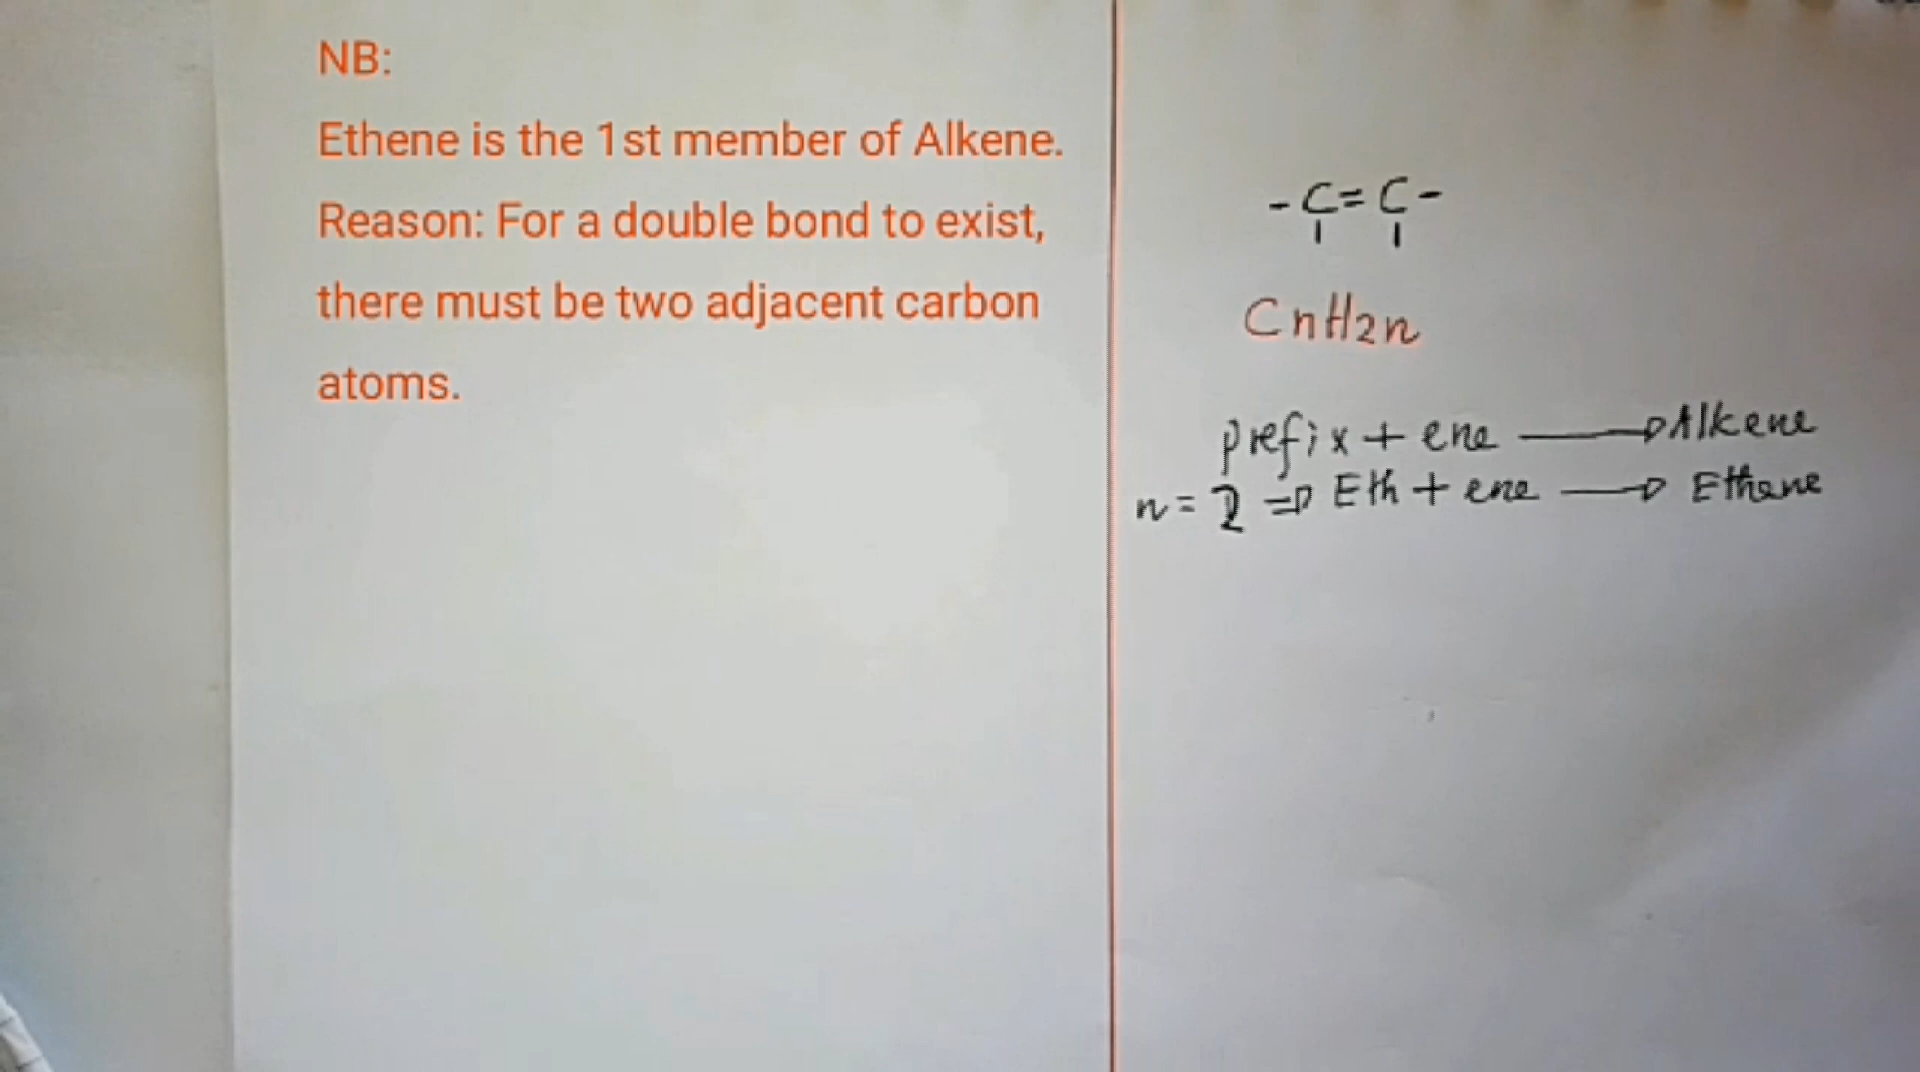 NB:
Ethene is the 1st member of Alkene.
Reason: For a double bond to exist,
there must be two adjacent carbon
atoms.
-C=C-
CnH2n
prefix + ene → Alkene
n = 2 ⇒ Eth + ene → Ethene